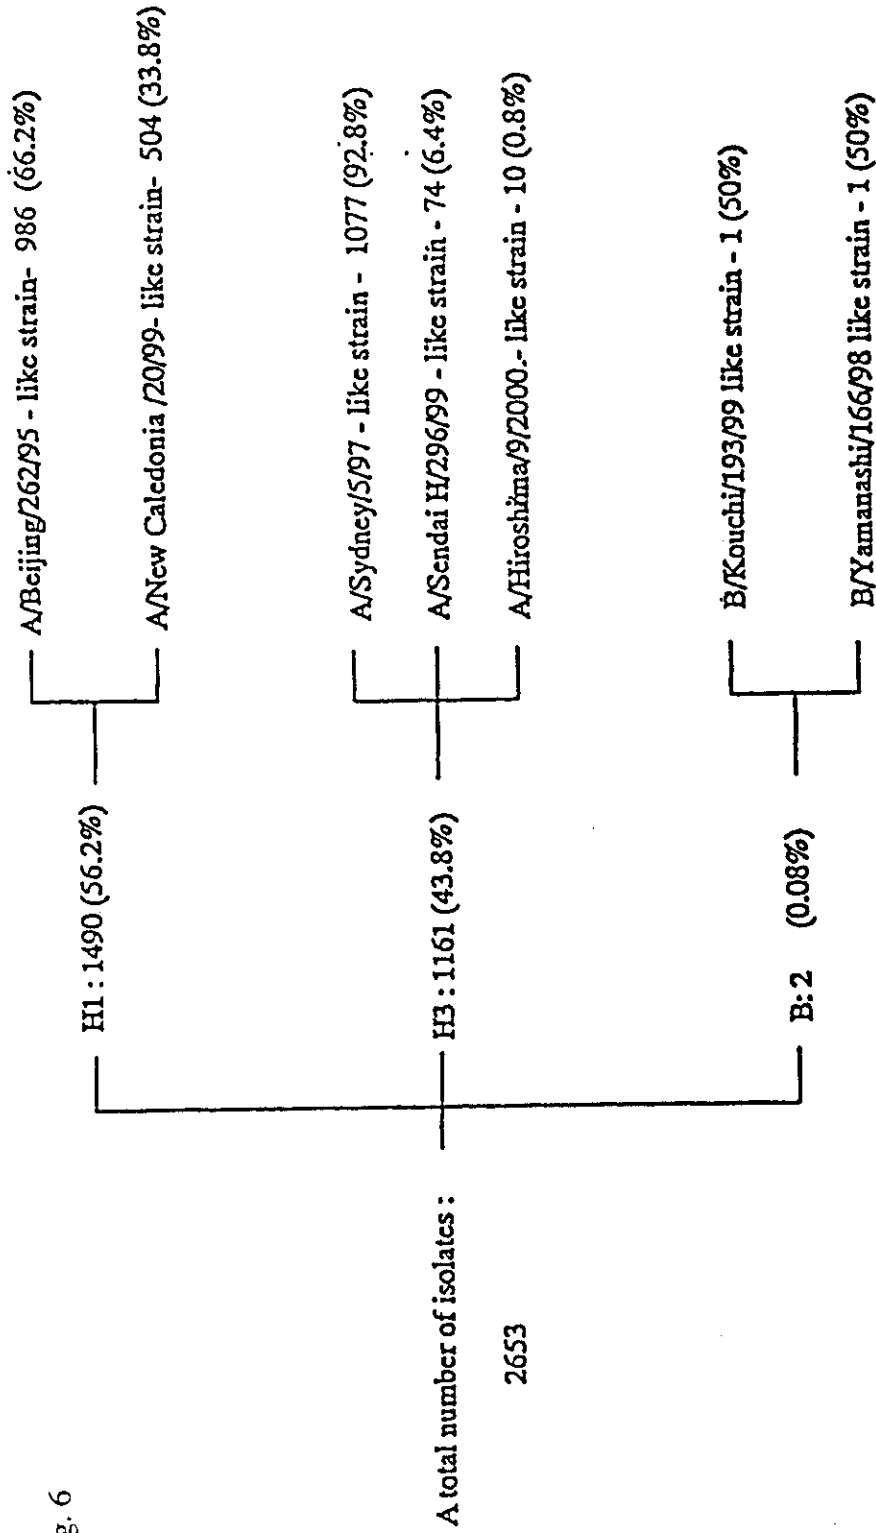 g. 6
A total number of isolates :
2653
H1 : 1490 (56.2%)
A/Beijing/262/95 - like strain- 986 (66.2%)
A/New Caledonia /20/99- like strain- 504 (33.8%)
H3 : 1161 (43.8%)
A/Sydney/5/97 - like strain - 1077 (92.8%)
A/Sendai H/296/99 - like strain - 74 (6.4%)
A/Hiroshima/9/2000.- like strain - 10 (0.8%)
B: 2 (0.08%)
B/Kouchi/193/99 like strain - 1 (50%)
B/Yamanashi/166/98 like strain - 1 (50%)